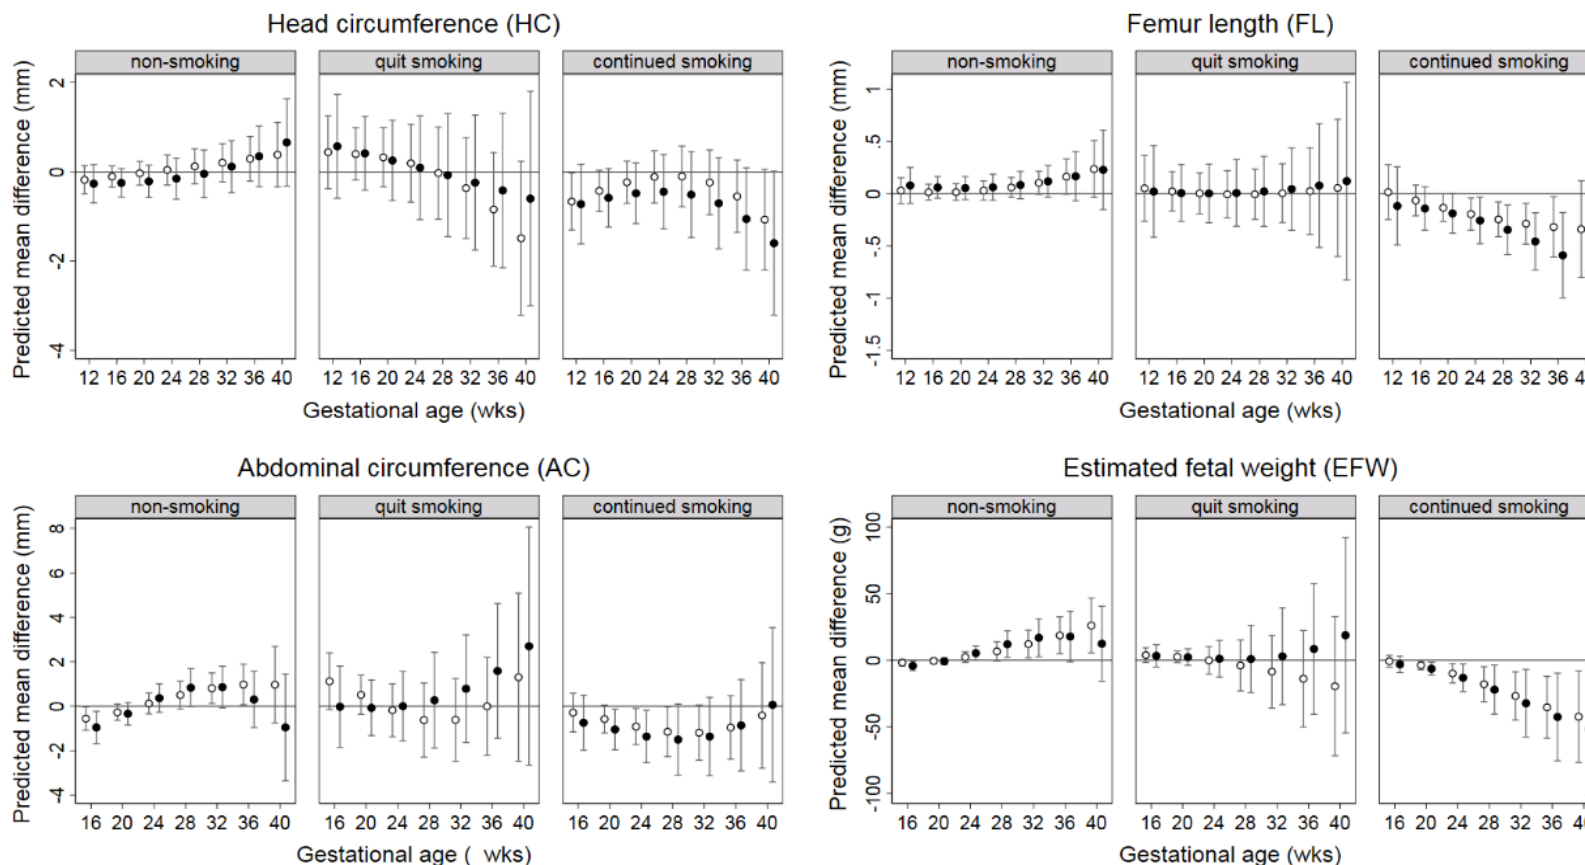 Head circumference (HC)
Predicted mean difference (mm)
non-smoking
quit smoking
continued smoking
2
0
-2
-4
12 16 20 24 28 32 36 40
12 16 20 24 28 32 36 40
12 16 20 24 28 32 36 40
Gestational age (wks)
Femur length (FL)
Predicted mean difference (mm)
non-smoking
quit smoking
continued smoking
1
.5
0
-.5
-1
-1.5
12 16 20 24 28 32 36 40
12 16 20 24 28 32 36 40
12 16 20 24 28 32 36 4
Gestational age (wks)
Abdominal circumference (AC)
Predicted mean difference (mm)
non-smoking
quit smoking
continued smoking
8
6
4
2
0
-2
-4
16 20 24 28 32 36 40
16 20 24 28 32 36 40
16 20 24 28 32 36 40
Gestational age ( wks)
Estimated fetal weight (EFW)
Predicted mean difference (g)
non-smoking
quit smoking
continued smoking
100
50
0
-50
-100
16 20 24 28 32 36 40
16 20 24 28 32 36 40
16 20 24 28 32 36 4
Gestational age (wks)